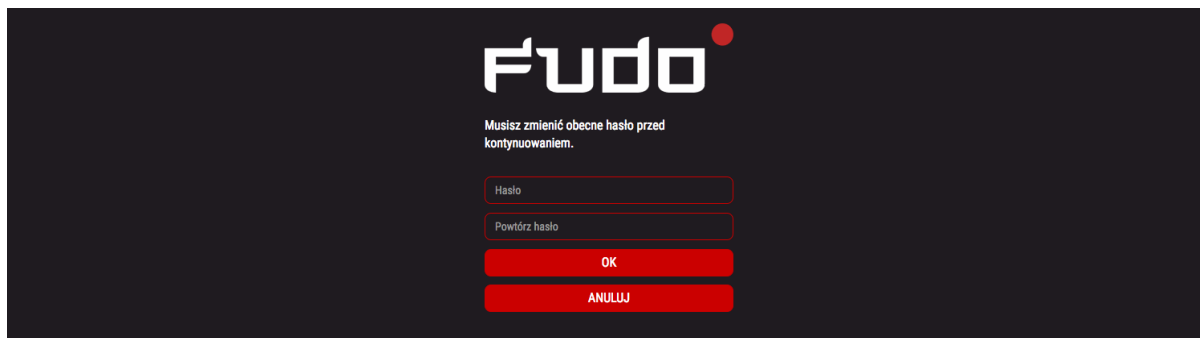 Fudo
Musisz zmienić obecne hasło przed
kontynuowaniem.
Hasło
Powtórz hasło
OK
ANULUJ